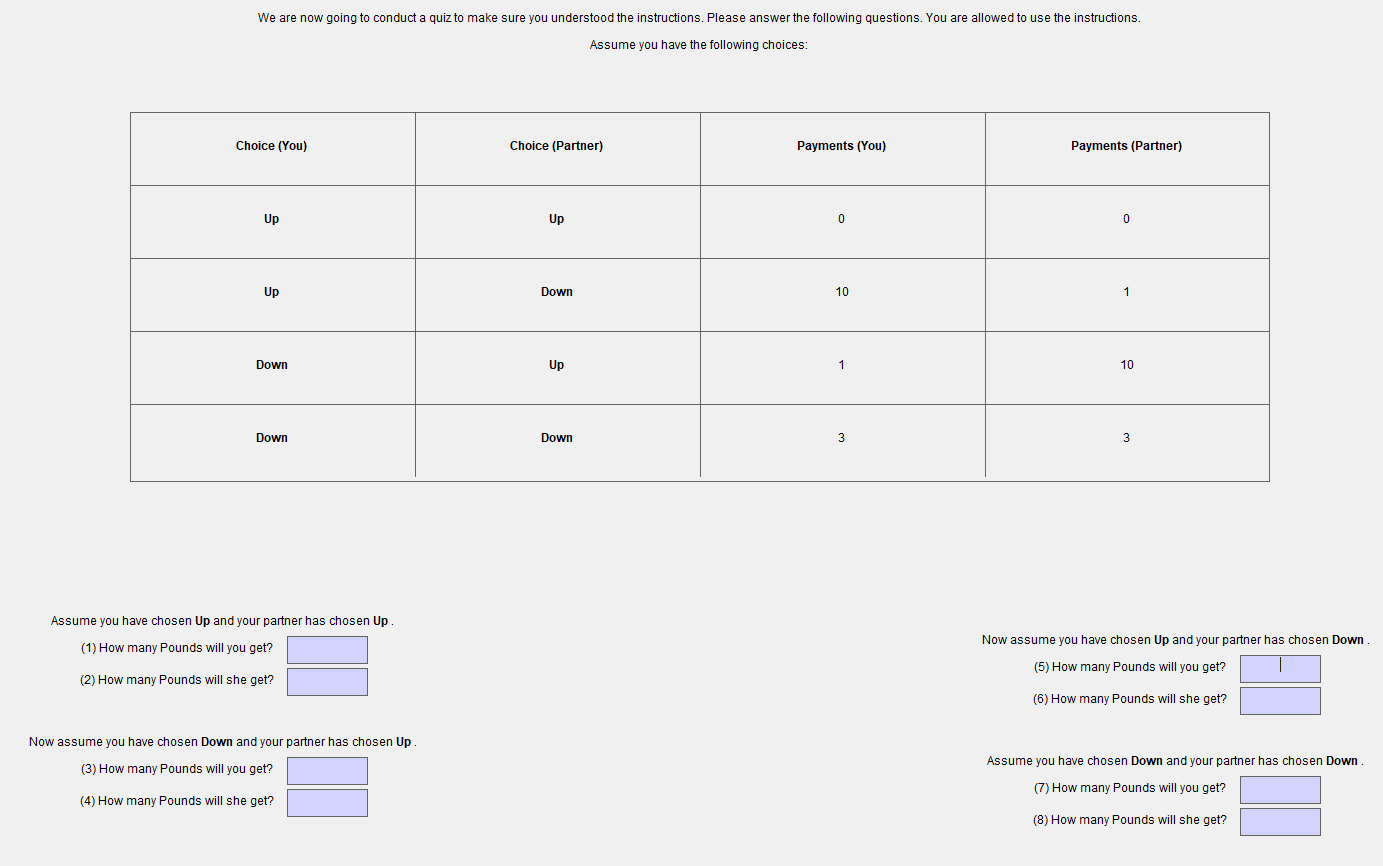 We are now going to conduct a quiz to make sure you understood the instructions. Please answer the following questions. You are allowed to use the instructions.
Assume you have the following choices:
Choice (You) Choice (Partner) Payments (You) Payments (Partner)
Up Up 0 0
Up Down 10 1
Down Up 1 10
Down Down 3 3
Assume you have chosen Up and your partner has chosen Up .
(1) How many Pounds will you get?
(2) How many Pounds will she get?
Now assume you have chosen Down and your partner has chosen Up .
(3) How many Pounds will you get?
(4) How many Pounds will she get?
Now assume you have chosen Up and your partner has chosen Down .
(5) How many Pounds will you get?
(6) How many Pounds will she get?
Assume you have chosen Down and your partner has chosen Down .
(7) How many Pounds will you get?
(8) How many Pounds will she get?